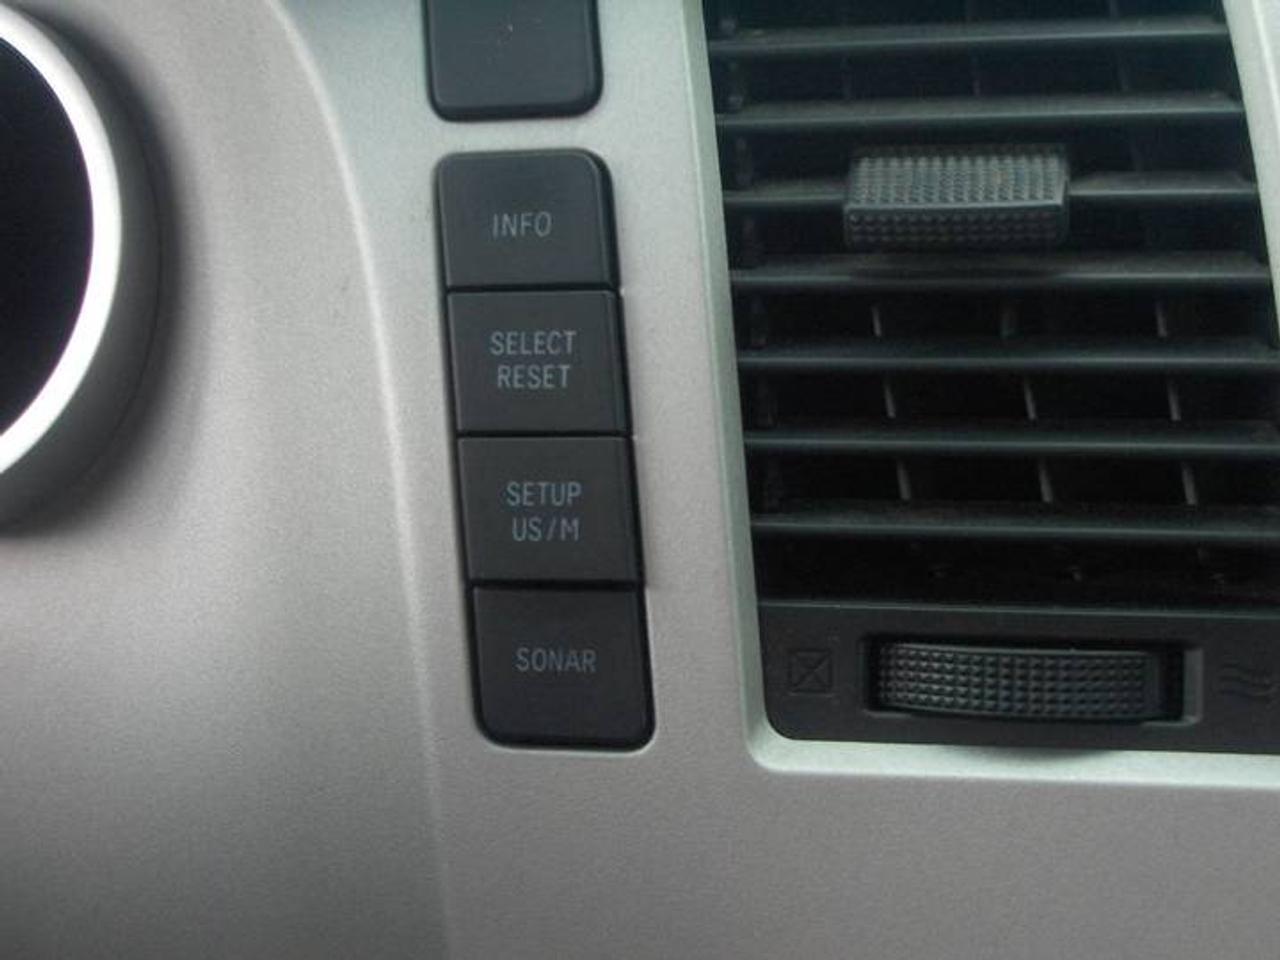 INFO
SELECT
RESET
SETUP
US/M
SONAR